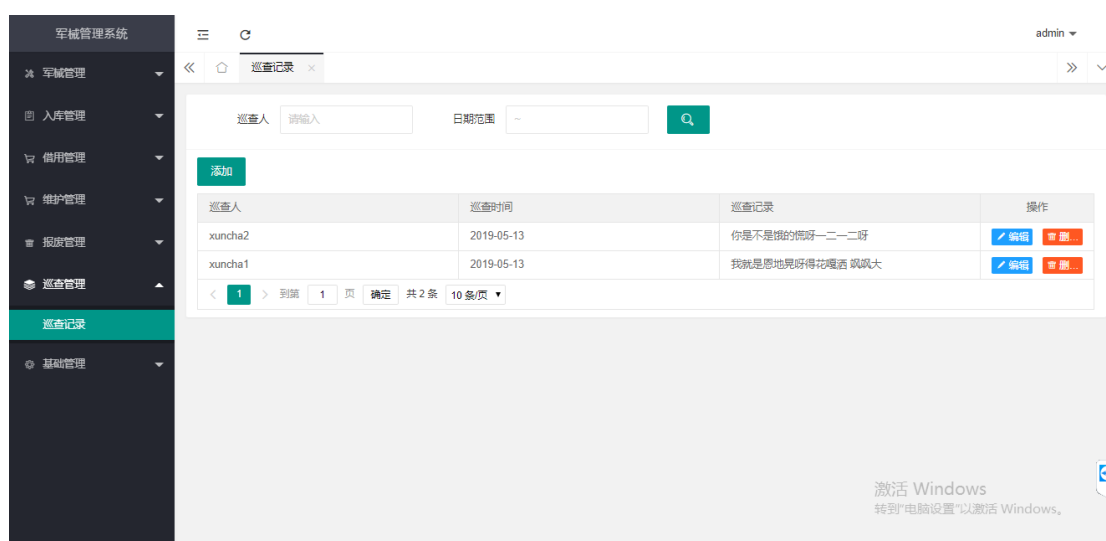 军械管理系统
admin
军械管理
巡查记录
入库管理
巡查人 请输入 日期范围 ~
借用管理
添加
维护管理
巡查人 巡查时间 巡查记录 操作
报废管理
xuncha2 2019-05-13 你是不是饿的慌呀一二一二呀 编辑 删...
xuncha1 2019-05-13 我就是恩地晃呀得花嘎洒 飒飒大 编辑 删...
巡查管理
1 到第 1 页 确定 共 2 条 10 条/页
巡查记录
基础管理
激活 Windows
转到"电脑设置"以激活 Windows。